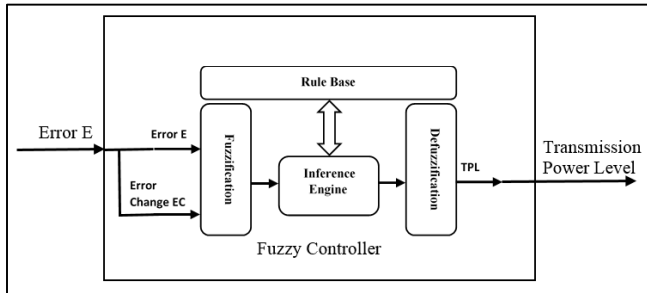 Rule Base
Error E
Error E
Fuzzification
Defuzzification
Transmission
Power Level
Inference
Engine
TPL
Error
Change EC
Fuzzy Controller